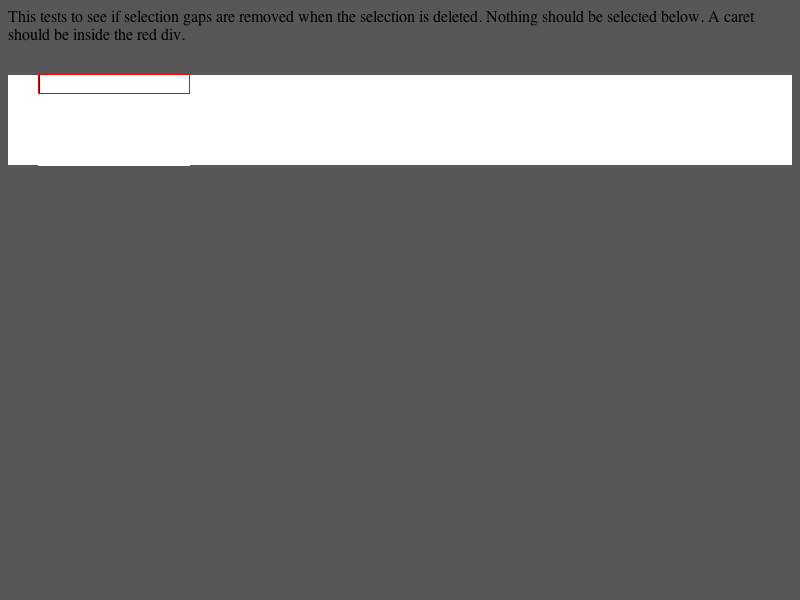 This tests to see if selection gaps are removed when the selection is deleted. Nothing should be selected below. A caret
should be inside the red div.